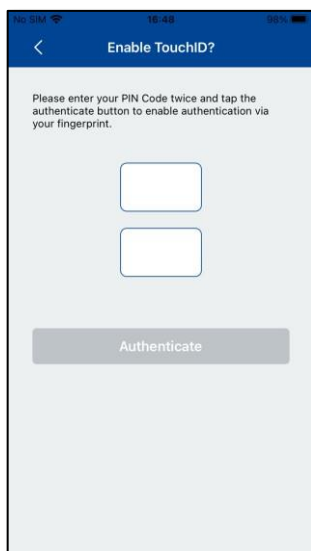 No SIM 16:48 98%
Enable TouchID?
Please enter your PIN Code twice and tap the
authenticate button to enable authentication via
your fingerprint.
Authenticate